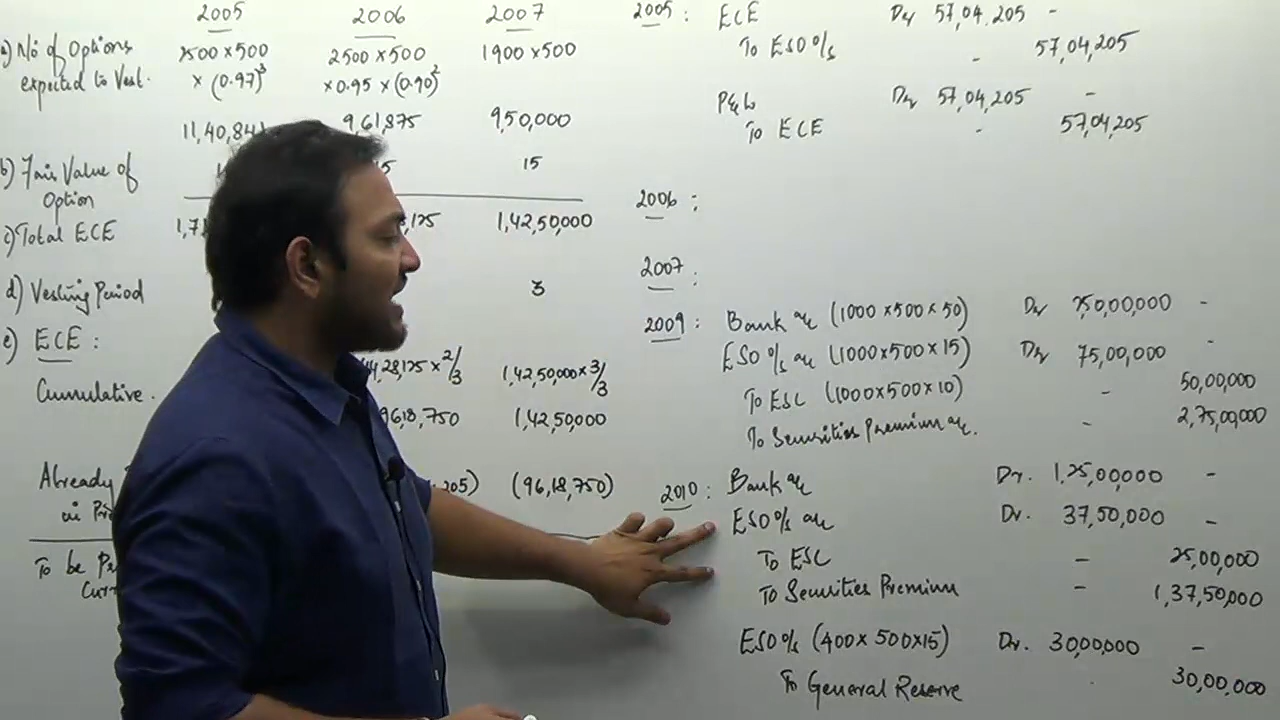 2005 2006 2007
a) No of Options 2500×500 2500×500 1900×500
expected to Vest. ×(0.97)³ ×0.95×(0.90)²
11,40,841 9,61,875 9,50,000
b) Fair Value of 15
Option
c) Total ECE 1,42,50,000
d) Vesting Period 3
e) ECE :
×2/3 1,42,50,000×3/3
Cumulative. 9618,750 1,42,50,000
Already (96,18,750)
in
To be
2005 : ECE Dr 57,04,205 -
To ESO o/s - 57,04,205
P&L Dr 57,04,205 -
To ECE - 57,04,205
2006 :
2007 :
2009 : Bank a/c (1000×500×50) Dr 2,50,00,000 -
ESO o/s a/c (1000×500×15) Dr 75,00,000 -
To ESC (1000×500×10) - 50,00,000
To Securities Premium a/c. - 2,75,00,000
2010 : Bank a/c Dr. 1,25,00,000 -
ESO o/s a/c Dr. 37,50,000 -
To ESC - 25,00,000
To Securities Premium - 1,37,50,000
ESO o/s (400×500×15) Dr. 30,00,000 -
To General Reserve 30,00,000